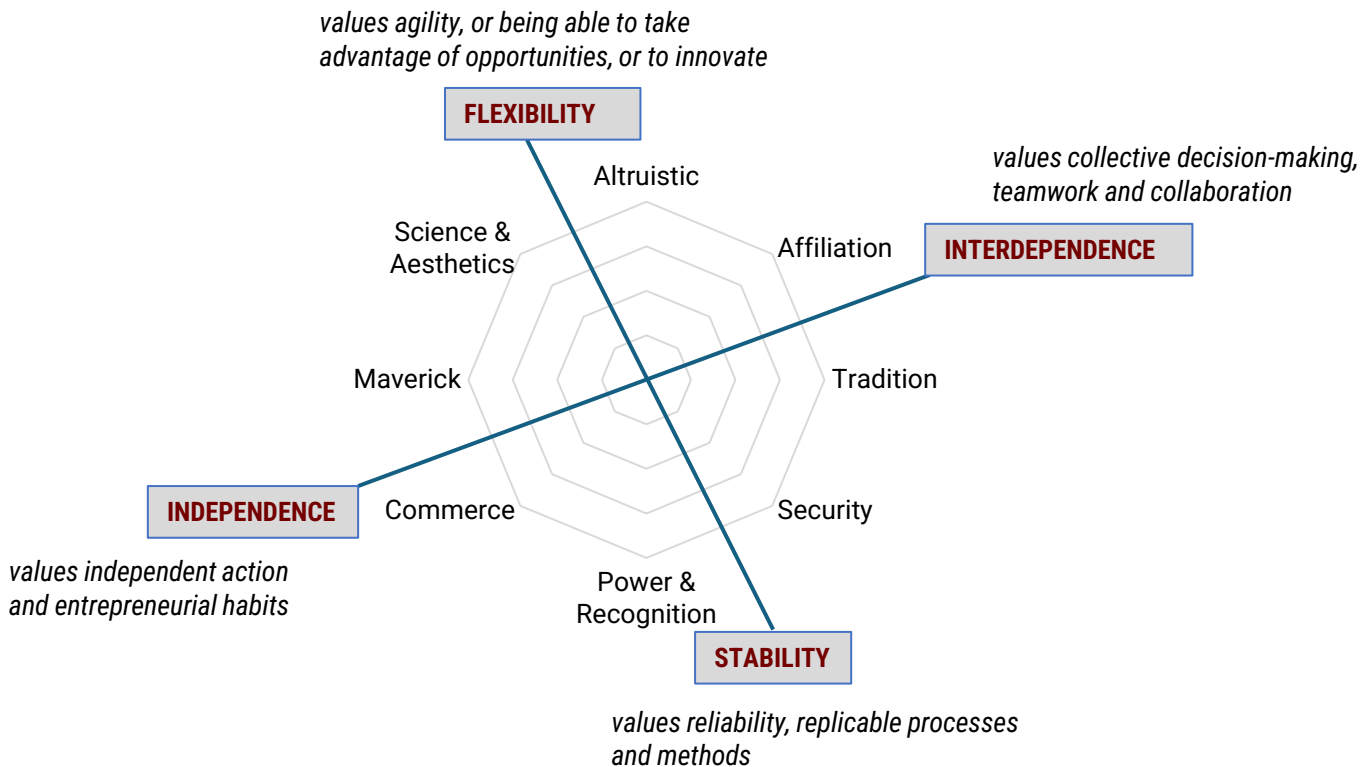 values agility, or being able to take
advantage of opportunities, or to innovate
FLEXIBILITY
values collective decision-making,
teamwork and collaboration
Altruistic
Science &
Aesthetics
Affiliation
INTERDEPENDENCE
Maverick
Tradition
INDEPENDENCE
Commerce
Security
values independent action
and entrepreneurial habits
Power &
Recognition
STABILITY
values reliability, replicable processes
and methods